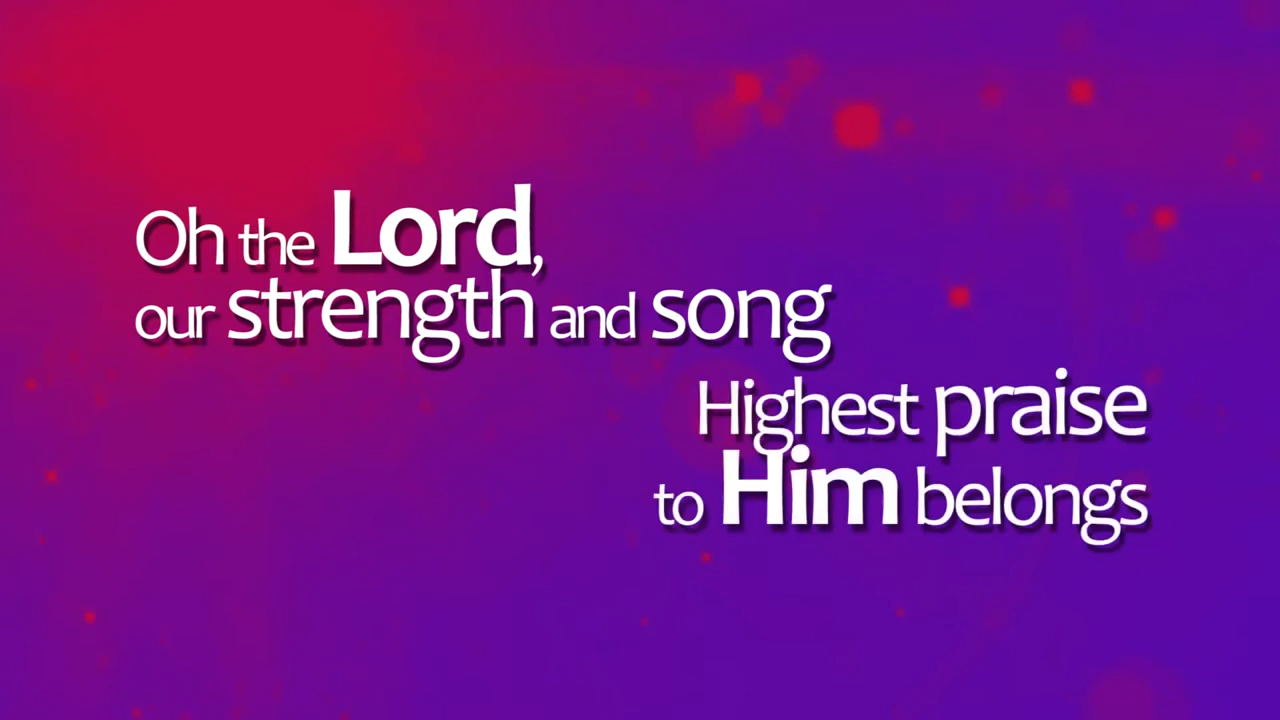 Oh the Lord,
our strength and song
Highest praise
to Him belongs